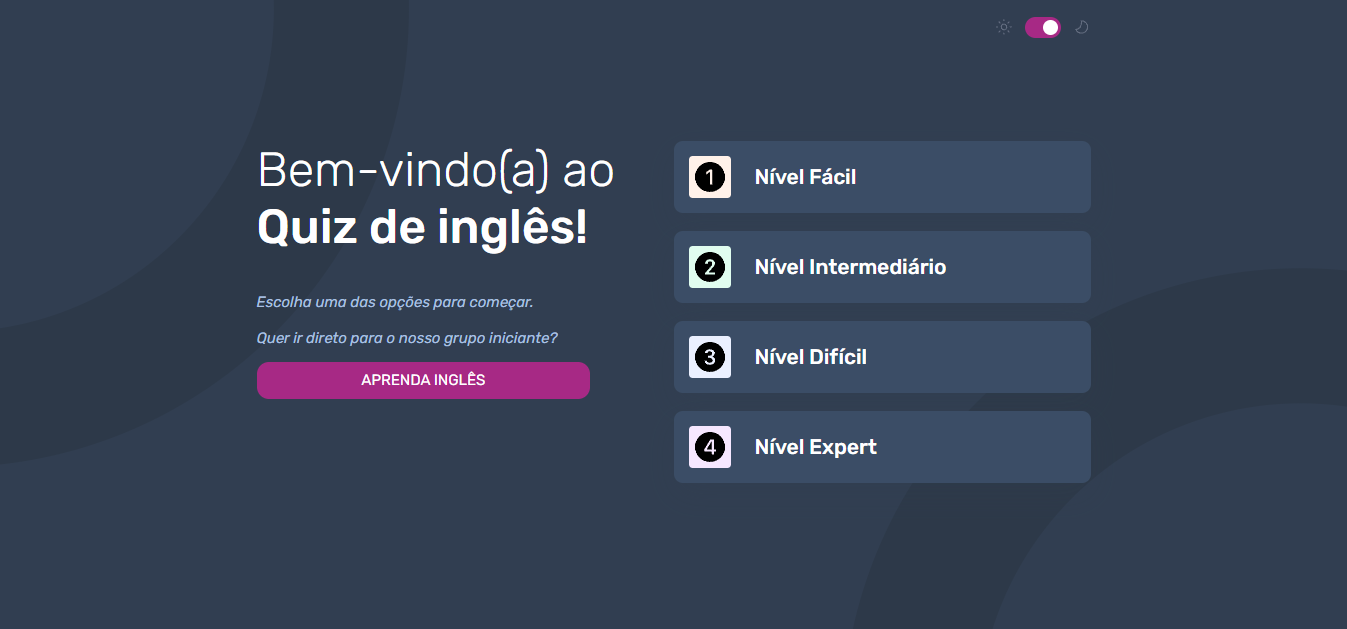 Bem-vindo(a) ao
Quiz de inglês!
Escolha uma das opções para começar.
Quer ir direto para o nosso grupo iniciante?
APRENDA INGLÊS
1 Nível Fácil
2 Nível Intermediário
3 Nível Difícil
4 Nível Expert